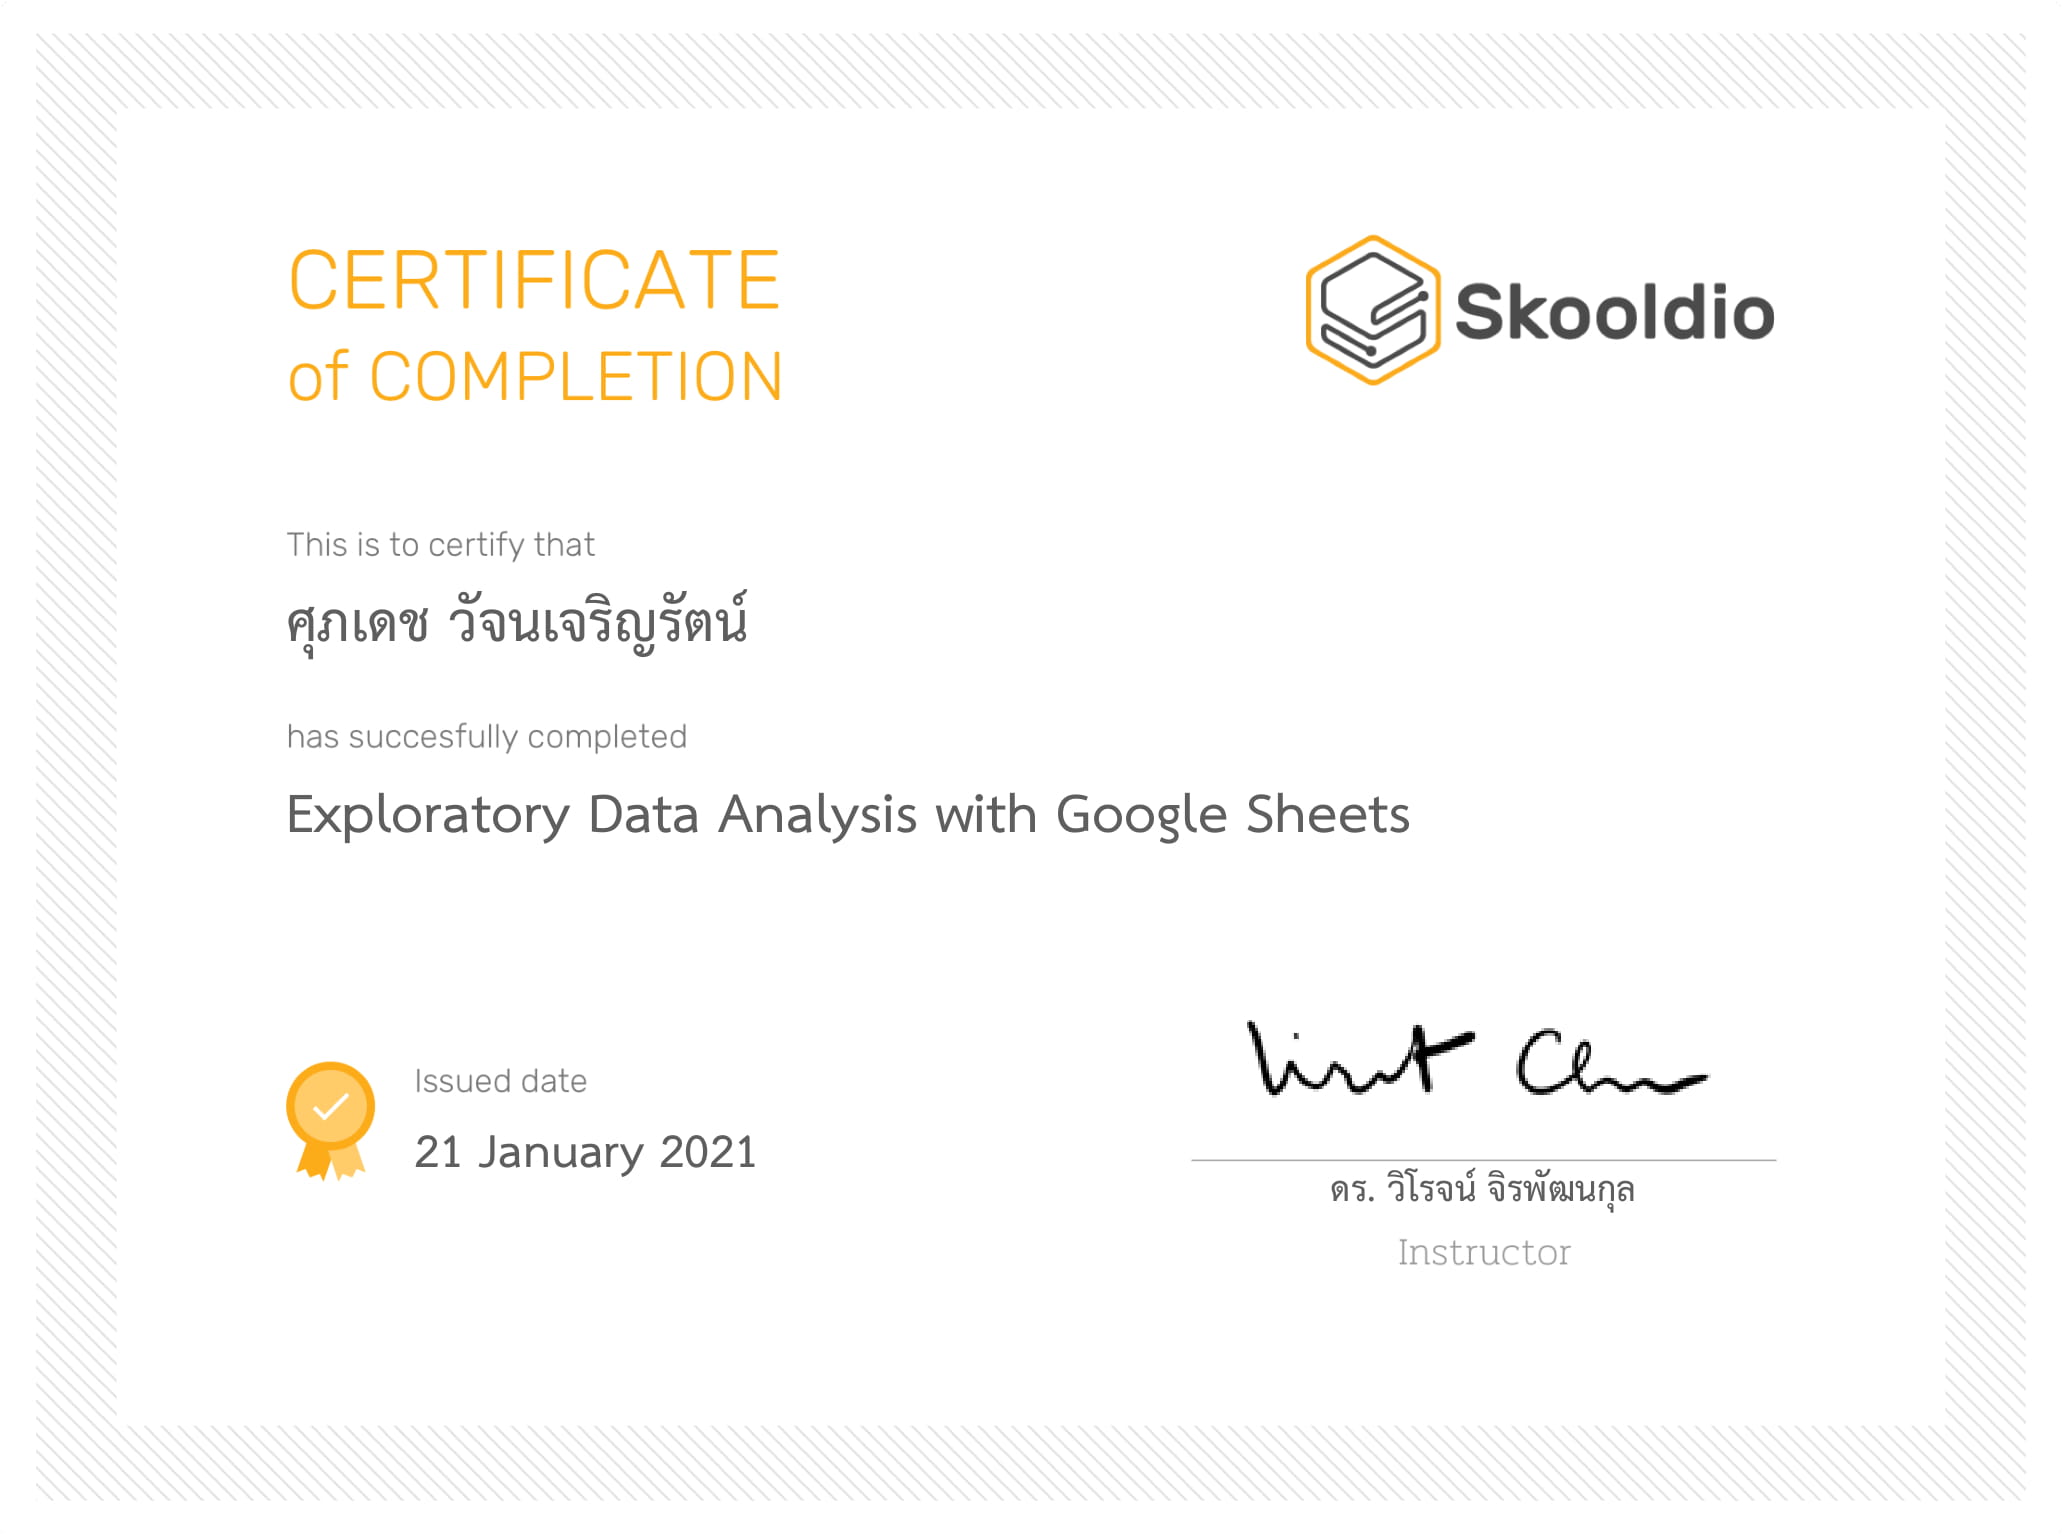 CERTIFICATE
of COMPLETION
Skooldio
This is to certify that
ศุภเดช วัจนเจริญรัตน์
has succesfully completed
Exploratory Data Analysis with Google Sheets
Issued date
21 January 2021
ดร. วิโรจน์ จิรพัฒนกุล
Instructor